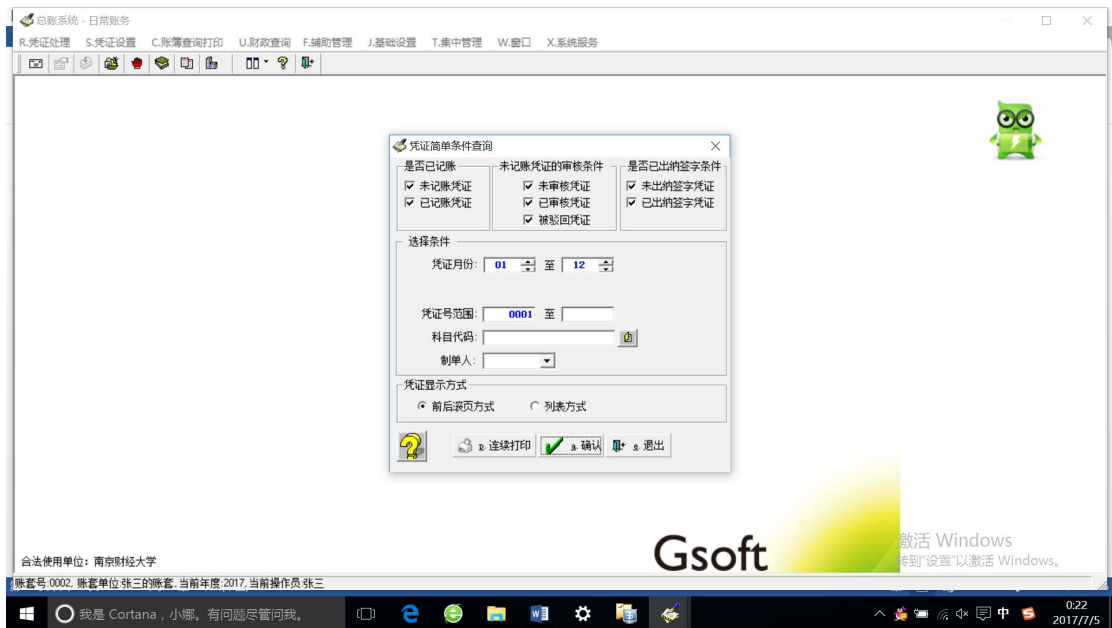 总账系统 - 日常账务
R.凭证处理 S.凭证设置 C.账簿查询打印 U.财政查询 F.辅助管理 J.基础设置 T.集中管理 W.窗口 X.系统服务
凭证简单条件查询
是否已记账 未记账凭证的审核条件 是否已出纳签字条件
未记账凭证 未审核凭证 未出纳签字凭证
已记账凭证 已审核凭证 已出纳签字凭证
被驳回凭证
选择条件
凭证月份: 01 至 12
凭证号范围: 0001 至
科目代码:
制单人:
凭证显示方式
前后滚页方式 列表方式
连续打印 确认 退出
Gsoft
激活 Windows
转到"设置"以激活 Windows。
合法使用单位: 南京财经大学
账套号:0002, 账套单位:张三的账套,当前年度:2017,当前操作员:张三
我是 Cortana，小娜。有问题尽管问我。
中
0:22
2017/7/5